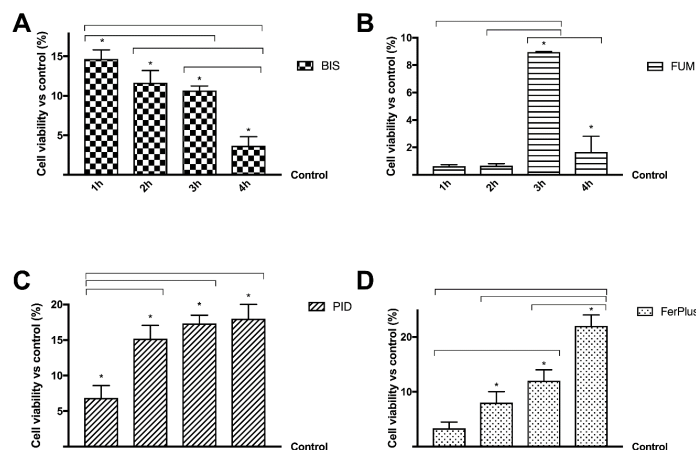 A
Cell viability vs control (%)
15
10
5
*
*
*
*
BIS
Control
1h
2h
3h
4h
B
Cell viability vs control (%)
10
8
6
4
2
*
*
FUM
Control
1h
2h
3h
4h
C
Cell viability vs control (%)
20
15
10
5
*
*
*
*
PID
Control
D
Cell viability vs control (%)
20
10
*
*
*
FerPlus
Control